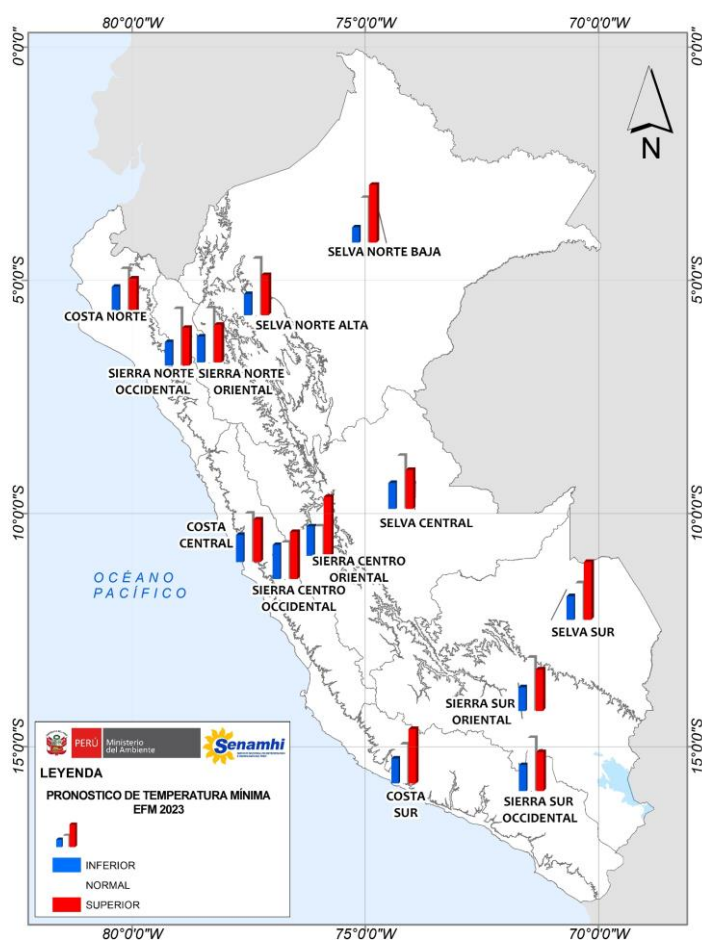 80°0'0"W 75°0'0"W 70°0'0"W
0°0'0" 0°0'0"
N
SELVA NORTE BAJA
5°0'0"S 5°0'0"S
COSTA NORTE
SELVA NORTE ALTA
SIERRA NORTE
OCCIDENTAL
SIERRA NORTE
ORIENTAL
10°0'0"S 10°0'0"S
SELVA CENTRAL
COSTA
CENTRAL
SIERRA CENTRO
ORIENTAL
SIERRA CENTRO
OCCIDENTAL
OCÉANO
PACÍFICO
SELVA SUR
SIERRA SUR
ORIENTAL
15°0'0"S 15°0'0"S
COSTA
SUR
SIERRA SUR
OCCIDENTAL
PERÚ Ministerio
del Ambiente
Senamhi
LEYENDA
PRONOSTICO DE TEMPERATURA MÍNIMA
EFM 2023
INFERIOR
NORMAL
SUPERIOR
80°0'0"W 75°0'0"W 70°0'0"W